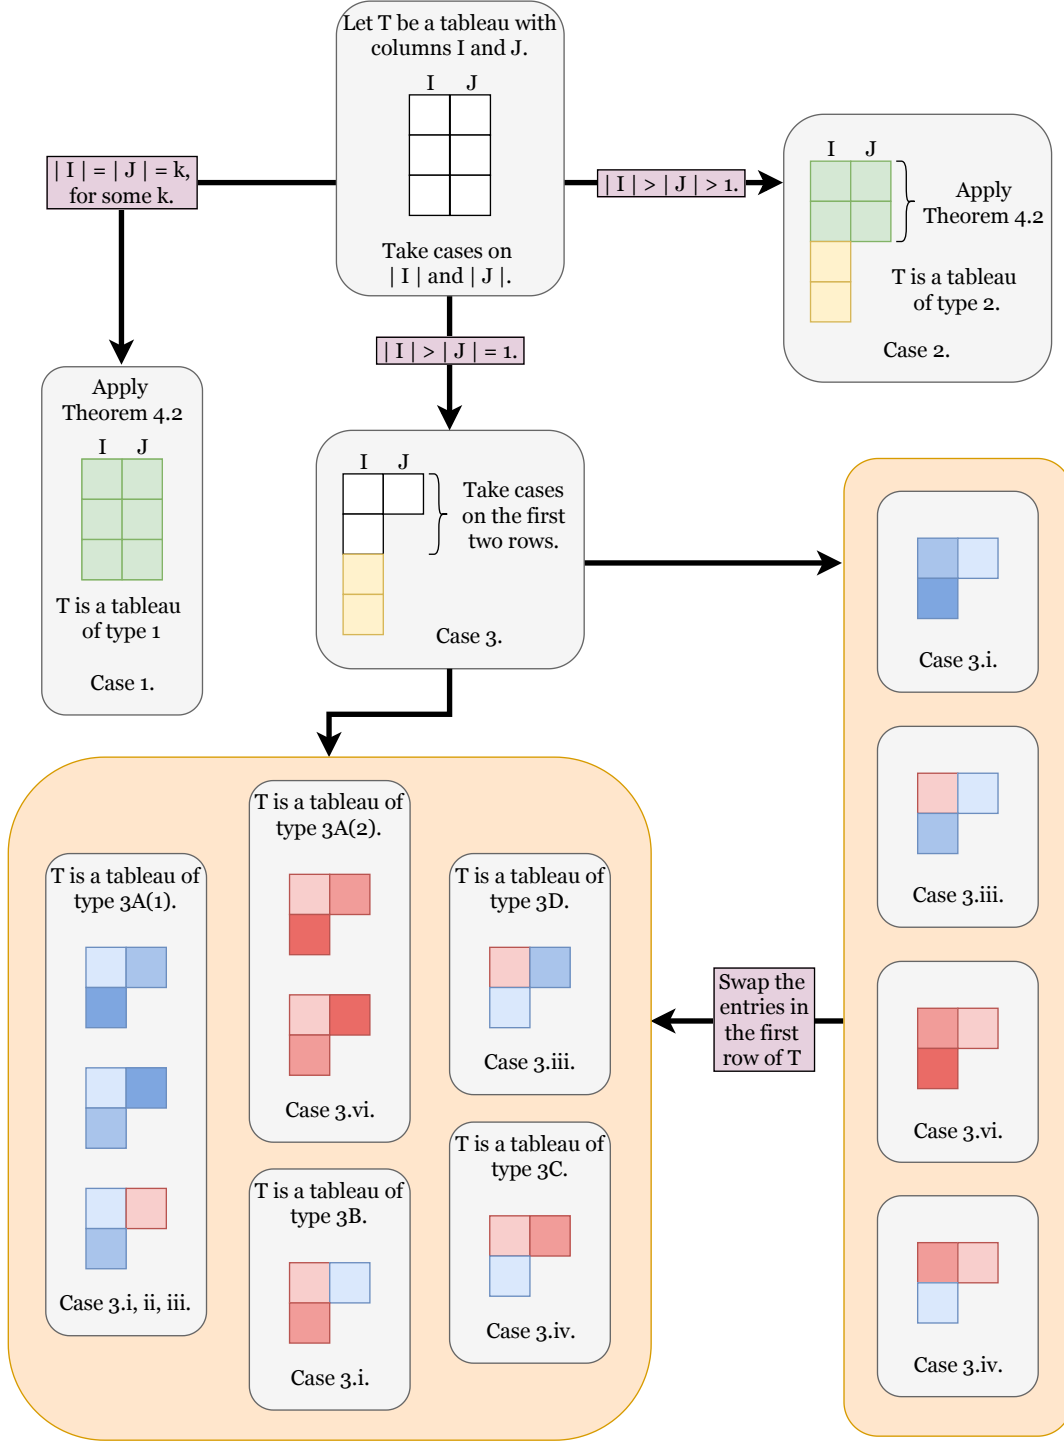 Let T be a tableau with
columns I and J.
I J
Take cases on
| I | and | J |.
| I | = | J | = k,
for some k.
| I | > | J | > 1.
| I | > | J | = 1.
I J
Apply
Theorem 4.2
T is a tableau
of type 2.
Case 2.
Apply
Theorem 4.2
I J
T is a tableau
of type 1
Case 1.
I J
Take cases
on the first
two rows.
Case 3.
Case 3.i.
Case 3.iii.
Case 3.vi.
Case 3.iv.
Swap the
entries in
the first
row of T
T is a tableau of
type 3A(1).
Case 3.i, ii, iii.
T is a tableau of
type 3A(2).
Case 3.vi.
T is a tableau of
type 3B.
Case 3.i.
T is a tableau of
type 3D.
Case 3.iii.
T is a tableau of
type 3C.
Case 3.iv.